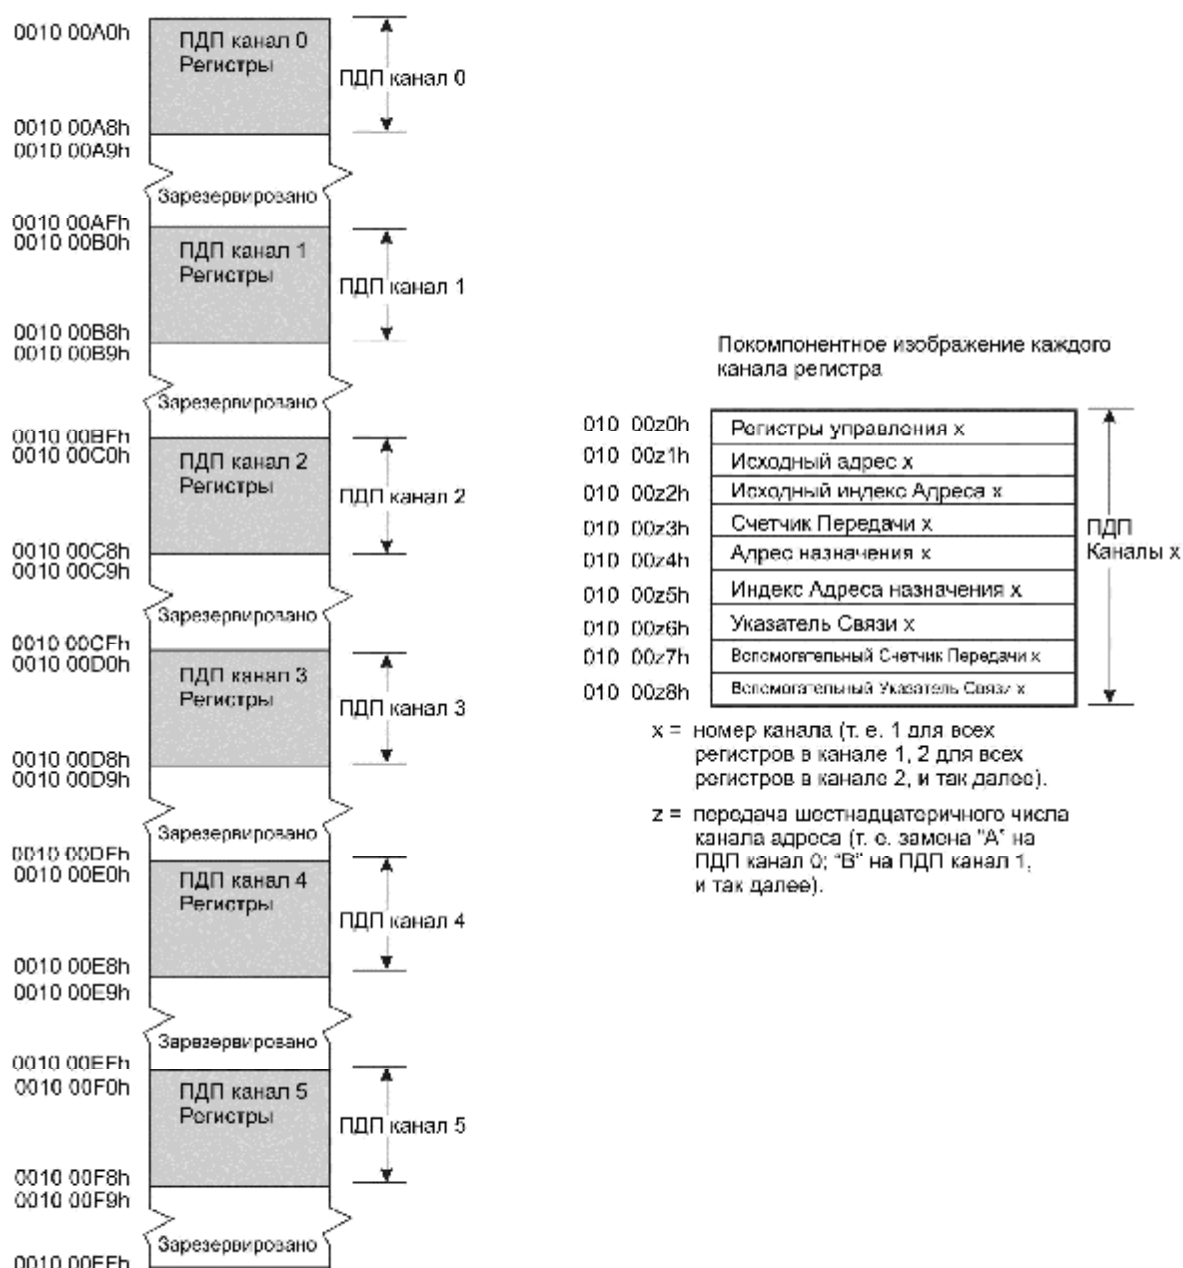 0010 00A0h
ПДП канал 0
Регистры
ПДП канал 0
0010 00A8h
0010 00A9h
Зарезервировано
0010 00AFh
0010 00B0h
ПДП канал 1
Регистры
ПДП канал 1
0010 00B8h
0010 00B9h
Зарезервировано
0010 00BFh
0010 00C0h
ПДП канал 2
Регистры
ПДП канал 2
0010 00C8h
0010 00C9h
Зарезервировано
0010 00CFh
0010 00D0h
ПДП канал 3
Регистры
ПДП канал 3
0010 00D8h
0010 00D9h
Зарезервировано
0010 00DFh
0010 00E0h
ПДП канал 4
Регистры
ПДП канал 4
0010 00E8h
0010 00E9h
Зарезервировано
0010 00EFh
0010 00F0h
ПДП канал 5
Регистры
ПДП канал 5
0010 00F8h
0010 00F9h
Зарезервировано
0010 00FFh
Покомпонентное изображение каждого
канала регистра
010 00z0h Регистры управления x
010 00z1h Исходный адрес x
010 00z2h Исходный индекс Адреса x
010 00z3h Счетчик Передачи x
010 00z4h Адрес назначения x
010 00z5h Индекс Адреса назначения x
010 00z6h Указатель Связи x
010 00z7h Вспомогательный Счетчик Передачи x
010 00z8h Вспомогательный Указатель Связи x
ПДП
Каналы x
x = номер канала (т. е. 1 для всех
регистров в канале 1, 2 для всех
регистров в канале 2, и так далее).
z = передача шестнадцатеричного числа
канала адреса (т. е. замена "A" на
ПДП канал 0; "B" на ПДП канал 1,
и так далее).